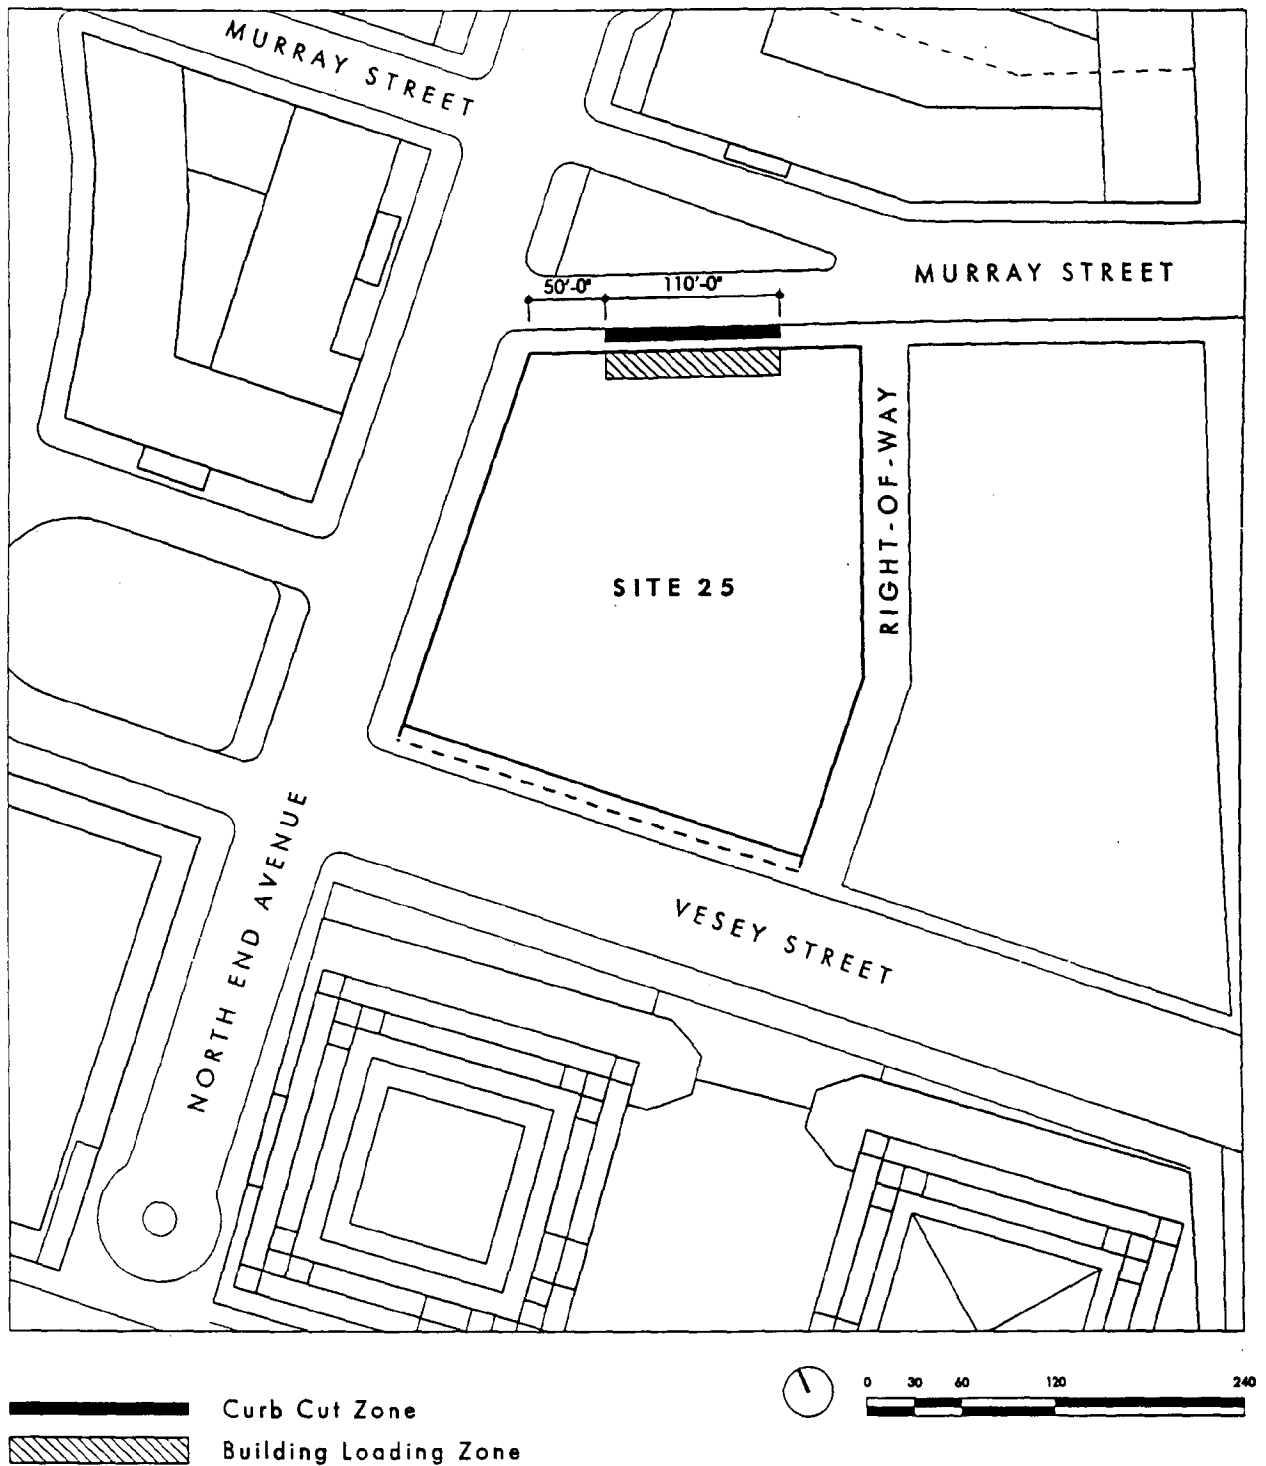 MURRAY STREET
MURRAY STREET
50'-0"
110'-0"
RIGHT-OF-WAY
SITE 25
NORTH END AVENUE
VESEY STREET
0 30 60 120 240
Curb Cut Zone
Building Loading Zone